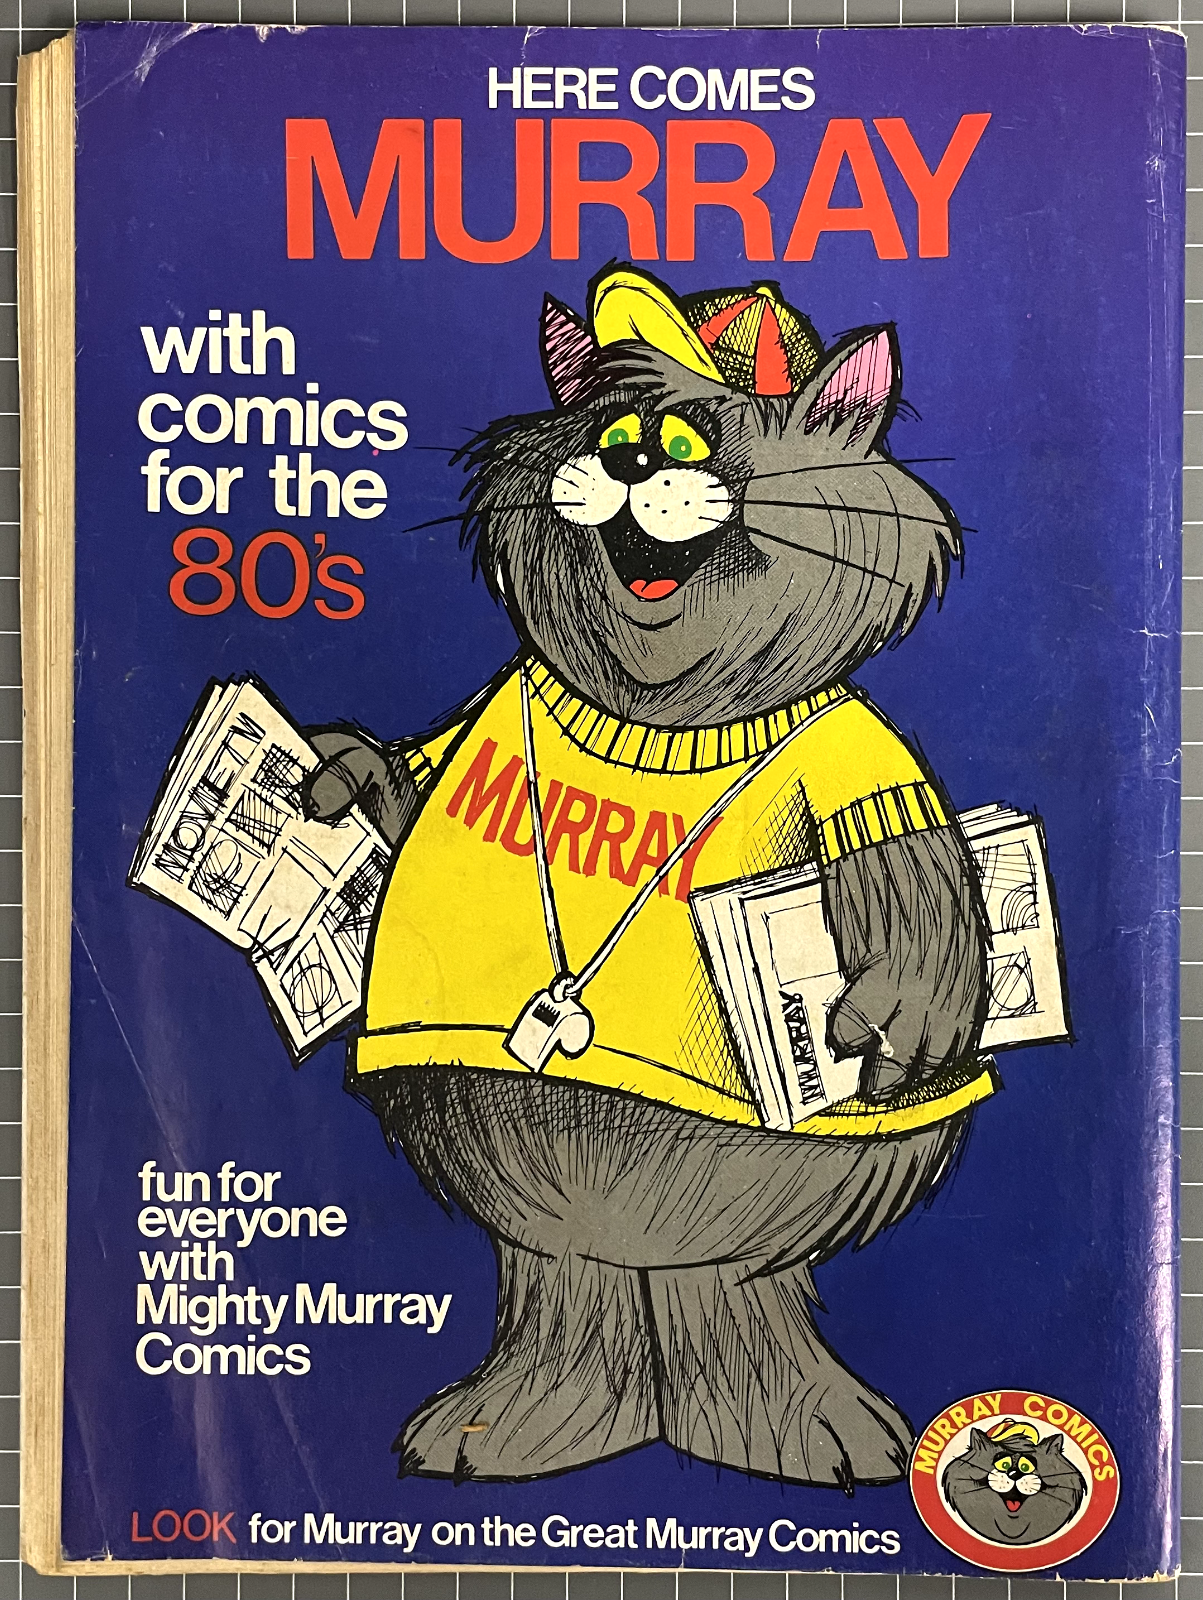 HERE COMES
MURRAY
with
comics
for the
80's
MURRAY
MURRAY
fun for
everyone
with
Mighty Murray
Comics
MURRAY COMICS
LOOK for Murray on the Great Murray Comics